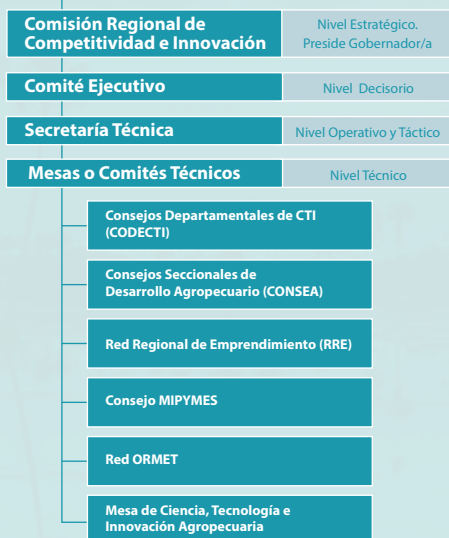 Comisión Regional de
Competitividad e Innovación
Nivel Estratégico.
Preside Gobernador/a
Comité Ejecutivo
Nivel Decisorio
Secretaría Técnica
Nivel Operativo y Táctico
Mesas o Comités Técnicos
Nivel Técnico
Consejos Departamentales de CTI
(CODECTI)
Consejos Seccionales de
Desarrollo Agropecuario (CONSEA)
Red Regional de Emprendimiento (RRE)
Consejo MIPYMES
Red ORMET
Mesa de Ciencia, Tecnología e
Innovación Agropecuaria